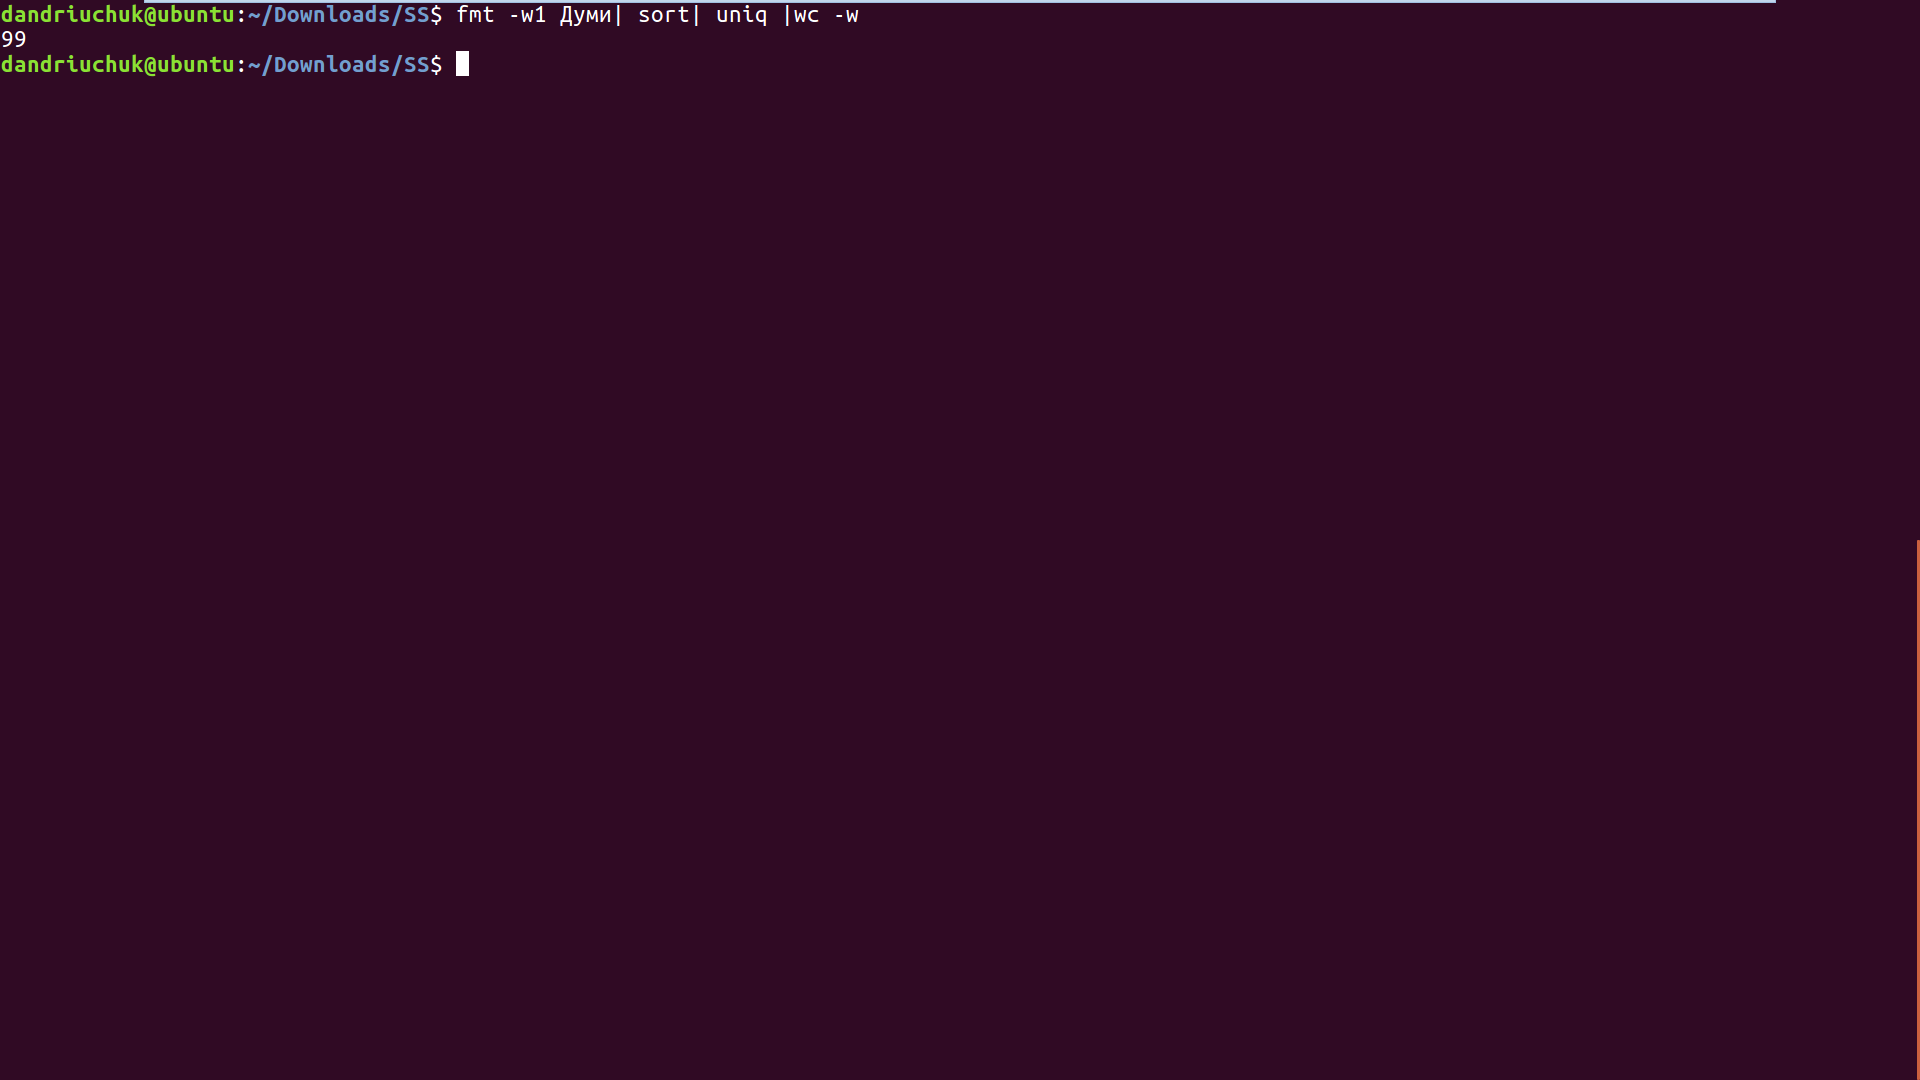 dandriuchuk@ubuntu:~/Downloads/SS$ fmt -w1 Думи| sort| uniq |wc -w
99
dandriuchuk@ubuntu:~/Downloads/SS$